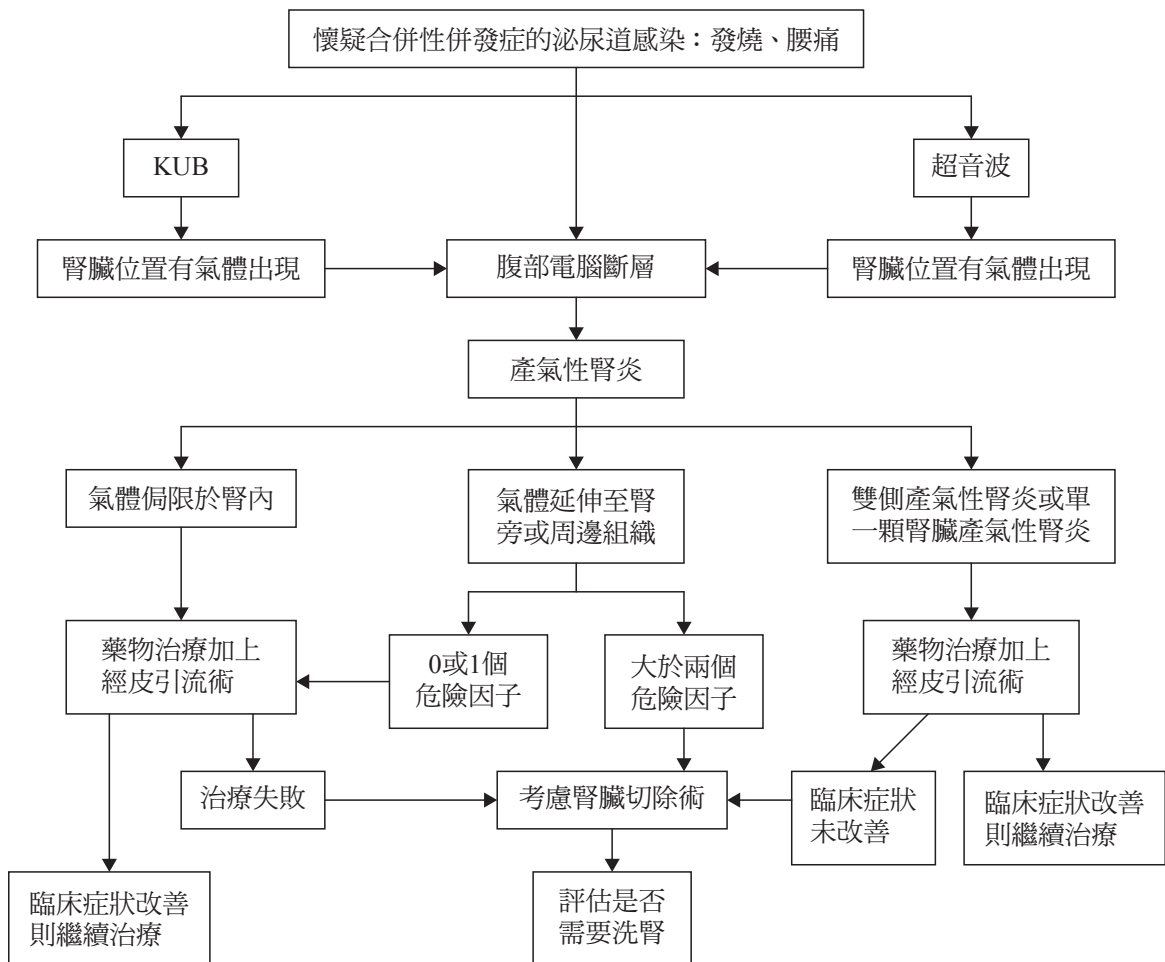 懷疑合併性併發症的泌尿道感染：發燒、腰痛
KUB
超音波
腎臟位置有氣體出現
腹部電腦斷層
腎臟位置有氣體出現
產氣性腎炎
氣體侷限於腎內
氣體延伸至腎
旁或周邊組織
雙側產氣性腎炎或單
一顆腎臟產氣性腎炎
藥物治療加上
經皮引流術
0或1個
危險因子
大於兩個
危險因子
藥物治療加上
經皮引流術
治療失敗
考慮腎臟切除術
臨床症狀
未改善
臨床症狀改善
則繼續治療
臨床症狀改善
則繼續治療
評估是否
需要洗腎